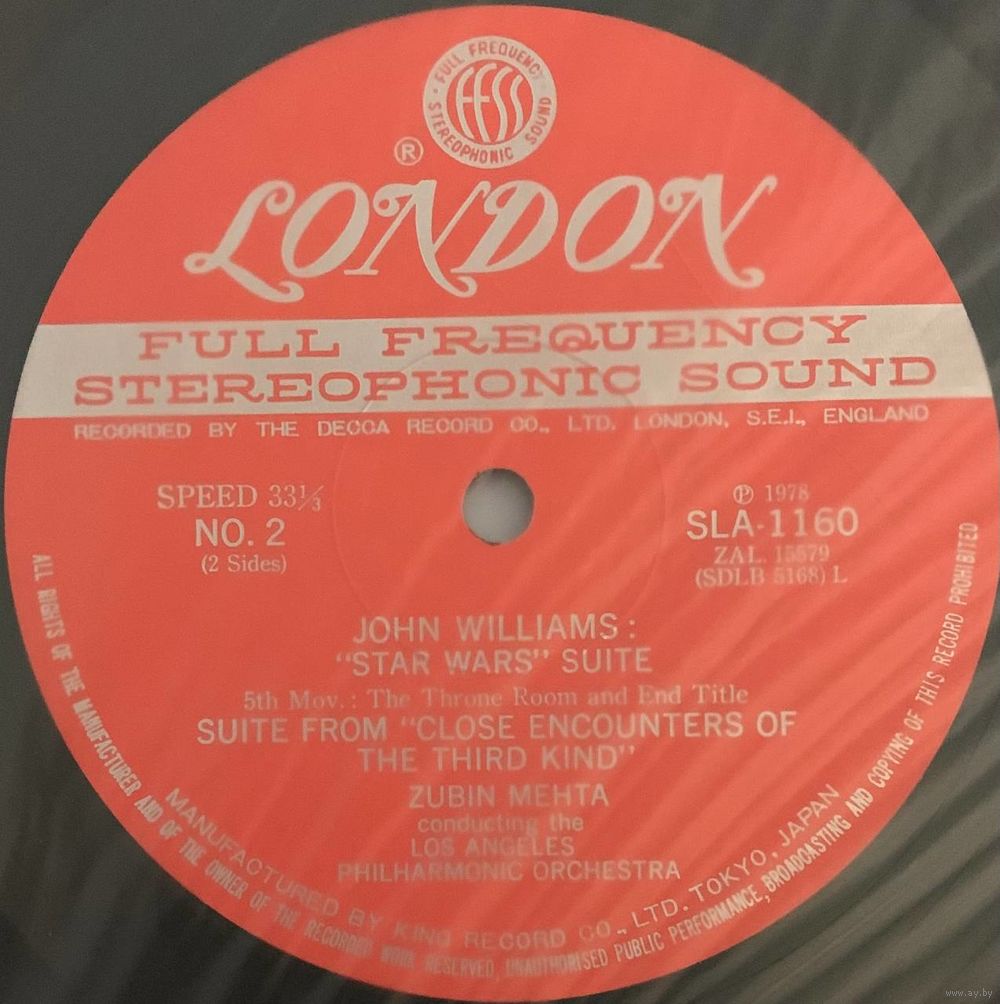 FULL FREQUENCY
FFSS
STEREOPHONIC SOUND
®
LONDON
FULL FREQUENCY
STEREOPHONIC SOUND
RECORDED BY THE DECCA RECORD CO., LTD. LONDON, S.E.I., ENGLAND
SPEED 33⅓
NO. 2
(2 Sides)
℗ 1978
SLA-1160
ZAL. 15579
(SDLB 5168) L
JOHN WILLIAMS:
"STAR WARS" SUITE
5th Mov.: The Throne Room and End Title
SUITE FROM "CLOSE ENCOUNTERS OF
THE THIRD KIND"
ZUBIN MEHTA
conducting the
LOS ANGELES
PHILHARMONIC ORCHESTRA
MANUFACTURED BY KING RECORD CO., LTD. TOKYO, JAPAN
ALL RIGHTS OF THE MANUFACTURER AND OF THE OWNER OF THE RECORDED WORK RESERVED, UNAUTHORISED PUBLIC PERFORMANCE, BROADCASTING AND COPYING OF THIS RECORD PROHIBITED
www.ay.by